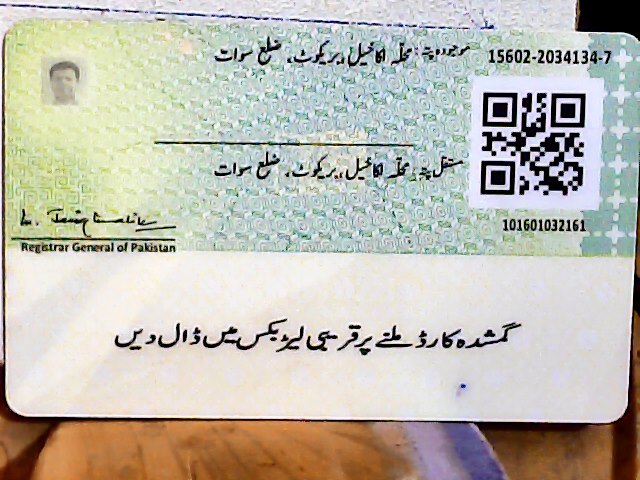 موجودہ پتہ: محلہ اکاخیل، بریکوٹ، ضلع سوات
15602-2034134-7
مستقل پتہ: محلہ اکاخیل، بریکوٹ، ضلع سوات
101601032161
Registrar General of Pakistan
گمشدہ کارڈ ملنے پر قریبی لیٹر بکس میں ڈال دیں